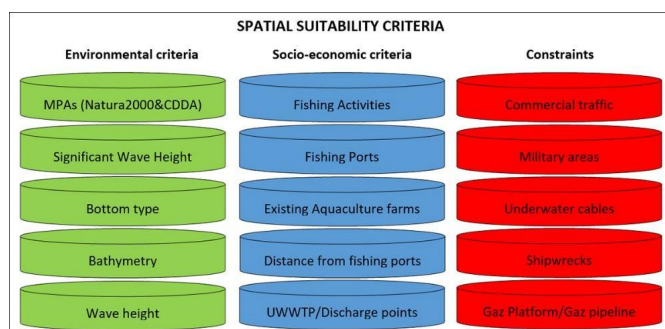 SPATIAL SUITABILITY CRITERIA
Environmental criteria
Socio-economic criteria
Constraints
MPAs (Natura2000&CDDA)
Fishing Activities
Commercial traffic
Significant Wave Height
Fishing Ports
Military areas
Bottom type
Existing Aquaculture farms
Underwater cables
Bathymetry
Distance from fishing ports
Shipwrecks
Wave height
UWWTP/Discharge points
Gaz Platform/Gaz pipeline